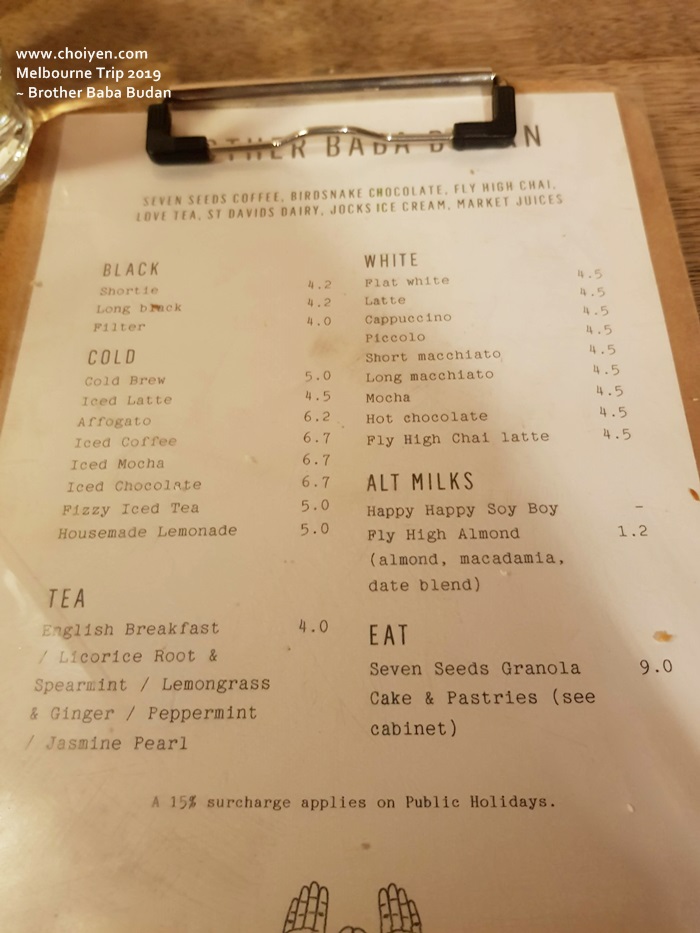 www.choiyen.com
Melbourne Trip 2019
~ Brother Baba Budan
BABA
SEVEN SEEDS COFFEE, BIRDSNAKE CHOCOLATE, FLY HIGH CHAI,
LOVE TEA, ST DAVIDS DAIRY, JOCKS ICE CREAM, MARKET JUICES
BLACK
Shortie 4.2
Long black 4.2
Filter 4.0
COLD
Cold Brew 5.0
Iced Latte 4.5
Affogato 6.2
Iced Coffee 6.7
Iced Mocha 6.7
Iced Chocolate 6.7
Fizzy Iced Tea 5.0
Housemade Lemonade 5.0
TEA
English Breakfast 4.0
/ Licorice Root &
Spearmint / Lemongrass
& Ginger / Peppermint
/ Jasmine Pearl
WHITE
Flat white 4.5
Latte 4.5
Cappuccino 4.5
Piccolo 4.5
Short macchiato 4.5
Long macchiato 4.5
Mocha 4.5
Hot chocolate 4.5
Fly High Chai latte 4.5
ALT MILKS
Happy Happy Soy Boy -
Fly High Almond 1.2
(almond, macadamia,
date blend)
EAT
Seven Seeds Granola 9.0
Cake & Pastries (see
cabinet)
A 15% surcharge applies on Public Holidays.